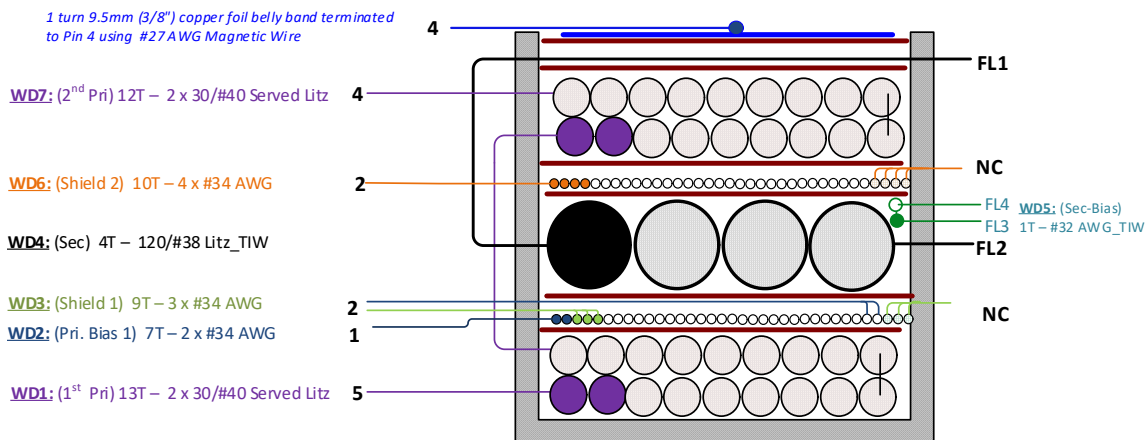 1 turn 9.5mm (3/8") copper foil belly band terminated
to Pin 4 using #27 AWG Magnetic Wire
4
FL1
WD7: (2nd Pri) 12T – 2 x 30/#40 Served Litz
4
NC
WD6: (Shield 2) 10T – 4 x #34 AWG
2
FL4
WD5: (Sec-Bias)
FL3
1T – #32 AWG_TIW
WD4: (Sec) 4T – 120/#38 Litz_TIW
FL2
WD3: (Shield 1) 9T – 3 x #34 AWG
2
NC
WD2: (Pri. Bias 1) 7T – 2 x #34 AWG
1
WD1: (1st Pri) 13T – 2 x 30/#40 Served Litz
5